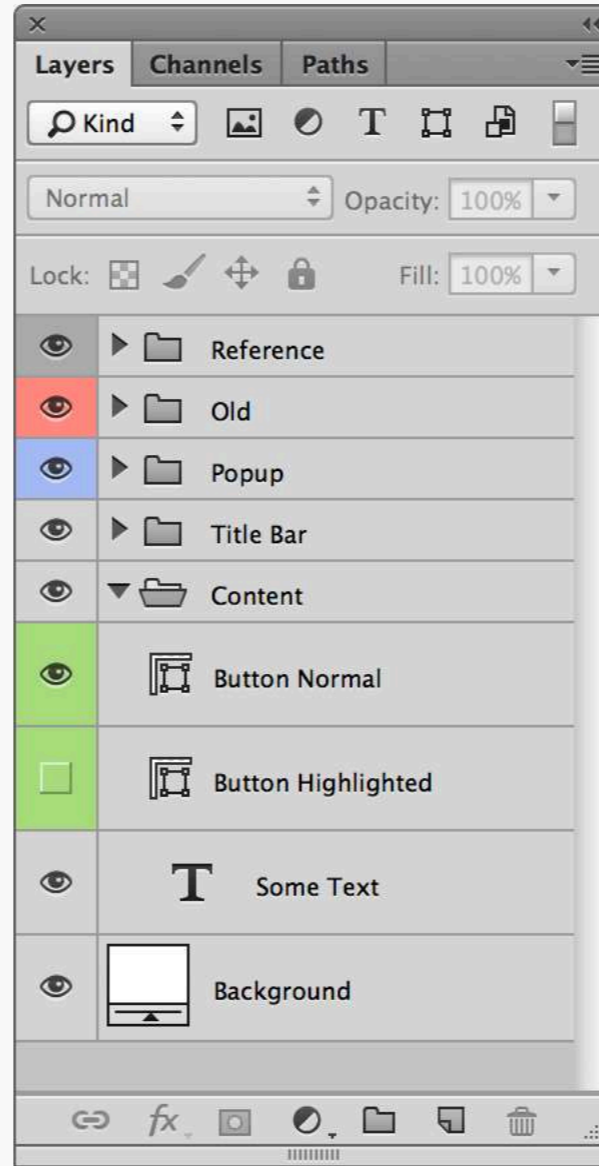 Layers Channels Paths
Kind T
Normal Opacity: 100%
Lock: Fill: 100%
Reference
Old
Popup
Title Bar
Content
Button Normal
Button Highlighted
T Some Text
Background
fx